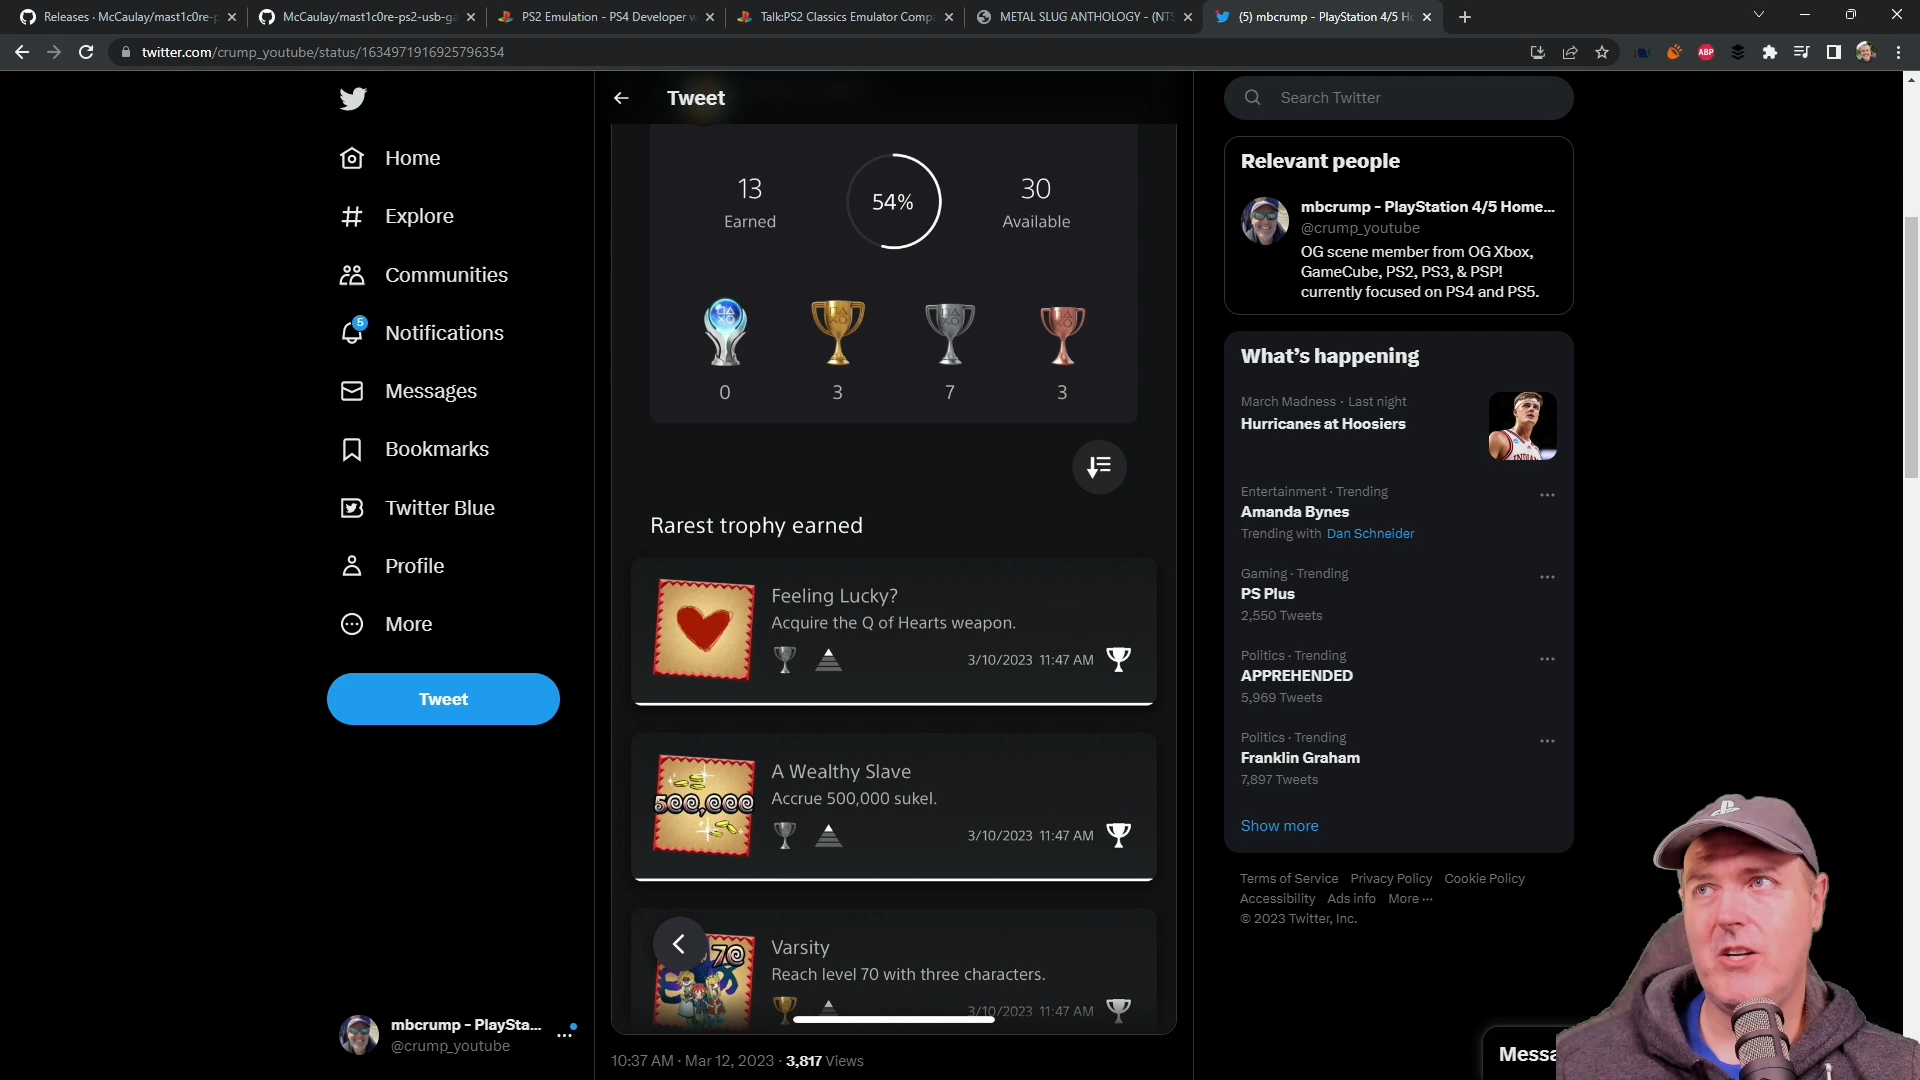 Releases · McCaulay/mast1c0re-p
McCaulay/mast1c0re-ps2-usb-ga
PS2 Emulation - PS4 Developer w
Talk:PS2 Classics Emulator Compa
METAL SLUG ANTHOLOGY - (NTS
(5) mbcrump - PlayStation 4/5 Ho
twitter.com/crump_youtube/status/1634971916925796354
ABP
Home
Explore
Communities
5
Notifications
Messages
Bookmarks
Twitter Blue
Profile
More
Tweet
mbcrump - PlaySta...
@crump_youtube
Tweet
13
Earned
54%
30
Available
0
3
7
3
Rarest trophy earned
Feeling Lucky?
Acquire the Q of Hearts weapon.
3/10/2023 11:47 AM
500,000
A Wealthy Slave
Accrue 500,000 sukel.
3/10/2023 11:47 AM
70
Varsity
Reach level 70 with three characters.
3/10/2023 11:47 AM
10:37 AM · Mar 12, 2023 · 3,817 Views
Search Twitter
Relevant people
mbcrump - PlayStation 4/5 Home...
@crump_youtube
OG scene member from OG Xbox,
GameCube, PS2, PS3, & PSP!
currently focused on PS4 and PS5.
What's happening
March Madness · Last night
Hurricanes at Hoosiers
Entertainment · Trending
Amanda Bynes
Trending with Dan Schneider
Gaming · Trending
PS Plus
2,550 Tweets
Politics · Trending
APPREHENDED
5,969 Tweets
Politics · Trending
Franklin Graham
7,897 Tweets
Show more
Terms of Service Privacy Policy Cookie Policy
Accessibility Ads info More ···
© 2023 Twitter, Inc.
Messa